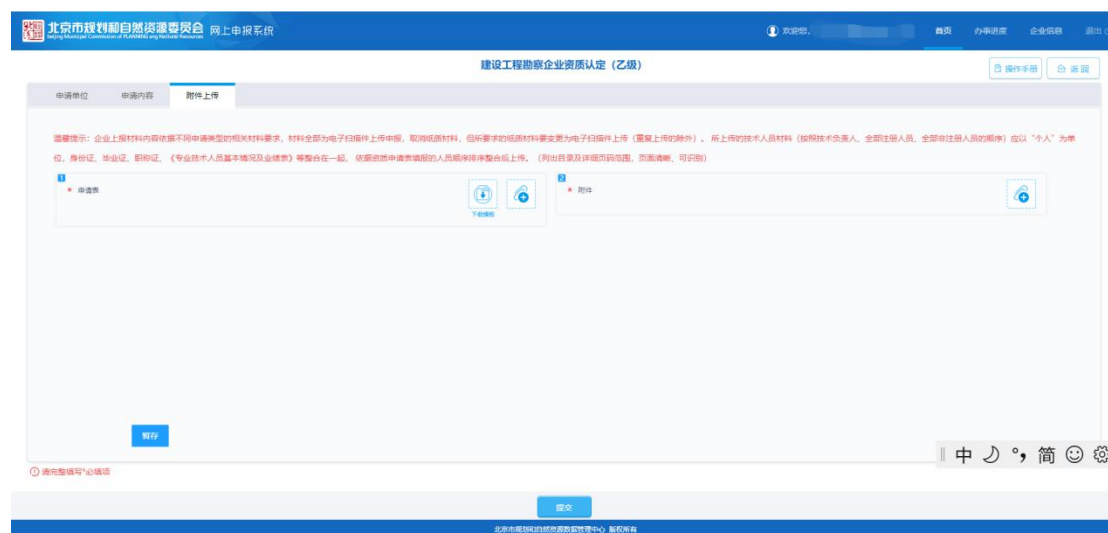 北京市规划和自然资源委员会 网上申报系统
Beijing Municipal Commission of PLANNING ang Natural Resources
欢迎您,
首页 办事进度 企业信息 退出
建设工程勘察企业资质认定（乙级）
操作手册 返回
申请单位 申请内容 附件上传
温馨提示：企业上报材料内容依据不同申请类型的相关材料要求，材料全部为电子扫描件上传申报，取消纸质材料，但所要求的纸质材料要变更为电子扫描件上传（重复上传的除外）。所上传的技术人员材料（按照技术负责人，全部注册人员，全部非注册人员的顺序）应以“个人”为单
位，身份证、毕业证、职称证、《专业技术人员基本情况及业绩表》等整合在一起，依据资质申请表填报的人员顺序排序整合后上传。（列出目录及详细页码范围，页面清晰，可识别）
1
* 申请表
下载模板
2
* 附件
暂存
中 °, 简
请完整填写*必填项
提交
北京市规划和自然资源数据管理中心 版权所有